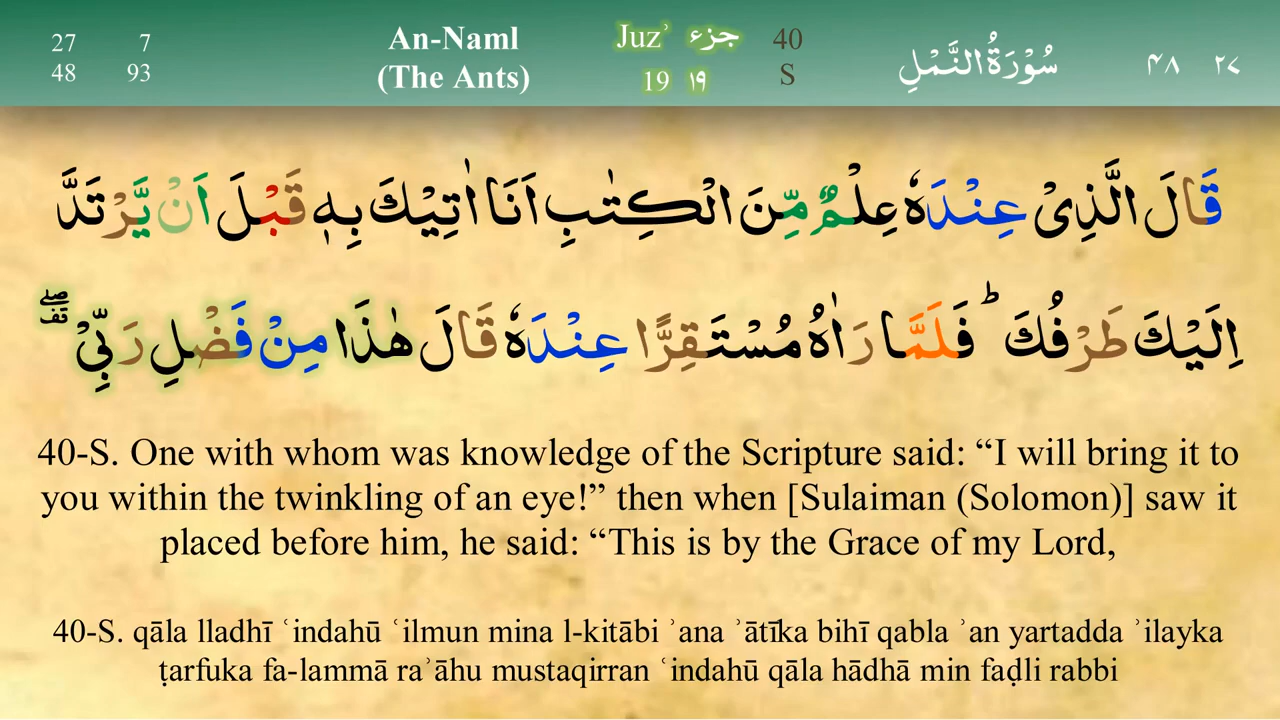 27 7
48 93
An-Naml
(The Ants)
Juzʾ جزء
19 ١٩
40
S
سُوْرَةُ النَّمْلِ
۴۸ ۲۷
قَالَ الَّذِیْ عِنْدَهٗ عِلْمٌ مِّنَ الْكِتٰبِ اَنَا اٰتِیْكَ بِهٖ قَبْلَ اَنْ یَّرْتَدَّ
اِلَیْكَ طَرْفُكَ ؕ فَلَمَّا رَاٰهُ مُسْتَقِرًّا عِنْدَهٗ قَالَ هٰذَا مِنْ فَضْلِ رَبِّیْ ۖۗ
40-S. One with whom was knowledge of the Scripture said: “I will bring it to
you within the twinkling of an eye!” then when [Sulaiman (Solomon)] saw it
placed before him, he said: “This is by the Grace of my Lord,
40-S. qāla lladhī ʿindahū ʿilmun mina l-kitābi ʾana ʾātīka bihī qabla ʾan yartadda ʾilayka
ṭarfuka fa-lammā raʾāhu mustaqirran ʿindahū qāla hādhā min faḍli rabbi